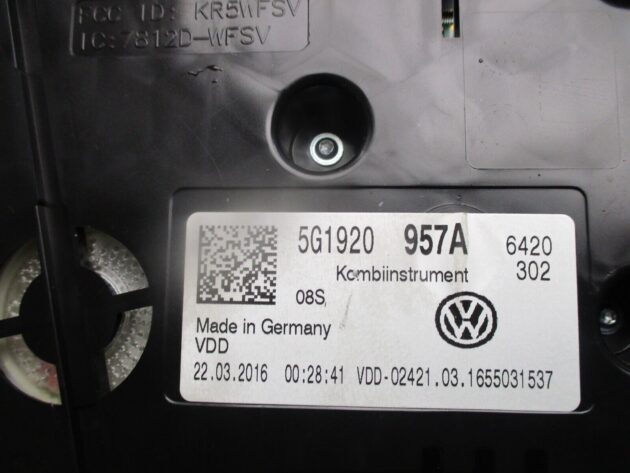 FCC ID: KR5WFSV
IC:7812D-WFSV
5G1920 957A 6420
Kombiinstrument 302
08S
Made in Germany
VDD
22.03.2016 00:28:41 VDD-02421.03.1655031537